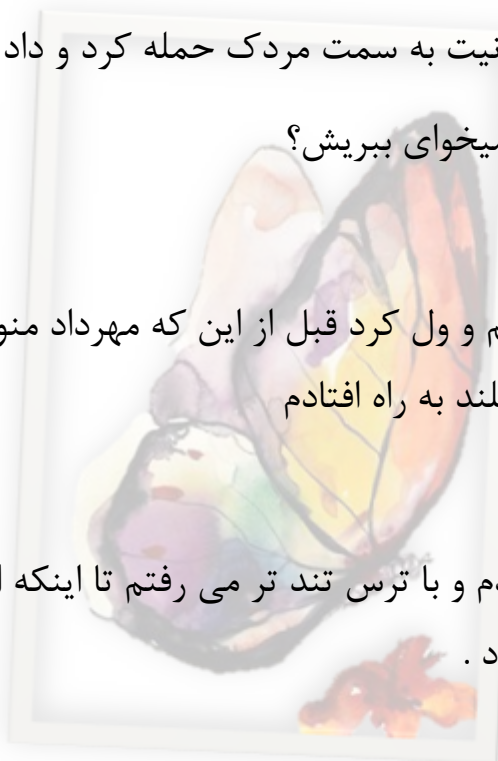 نیت به سمت مردک حمله کرد و داد
میخوای ببریش؟
م و ول کرد قبل از این که مهرداد منو
لند به راه افتادم
م و با ترس تند تر می رفتم تا اینکه ا
د .